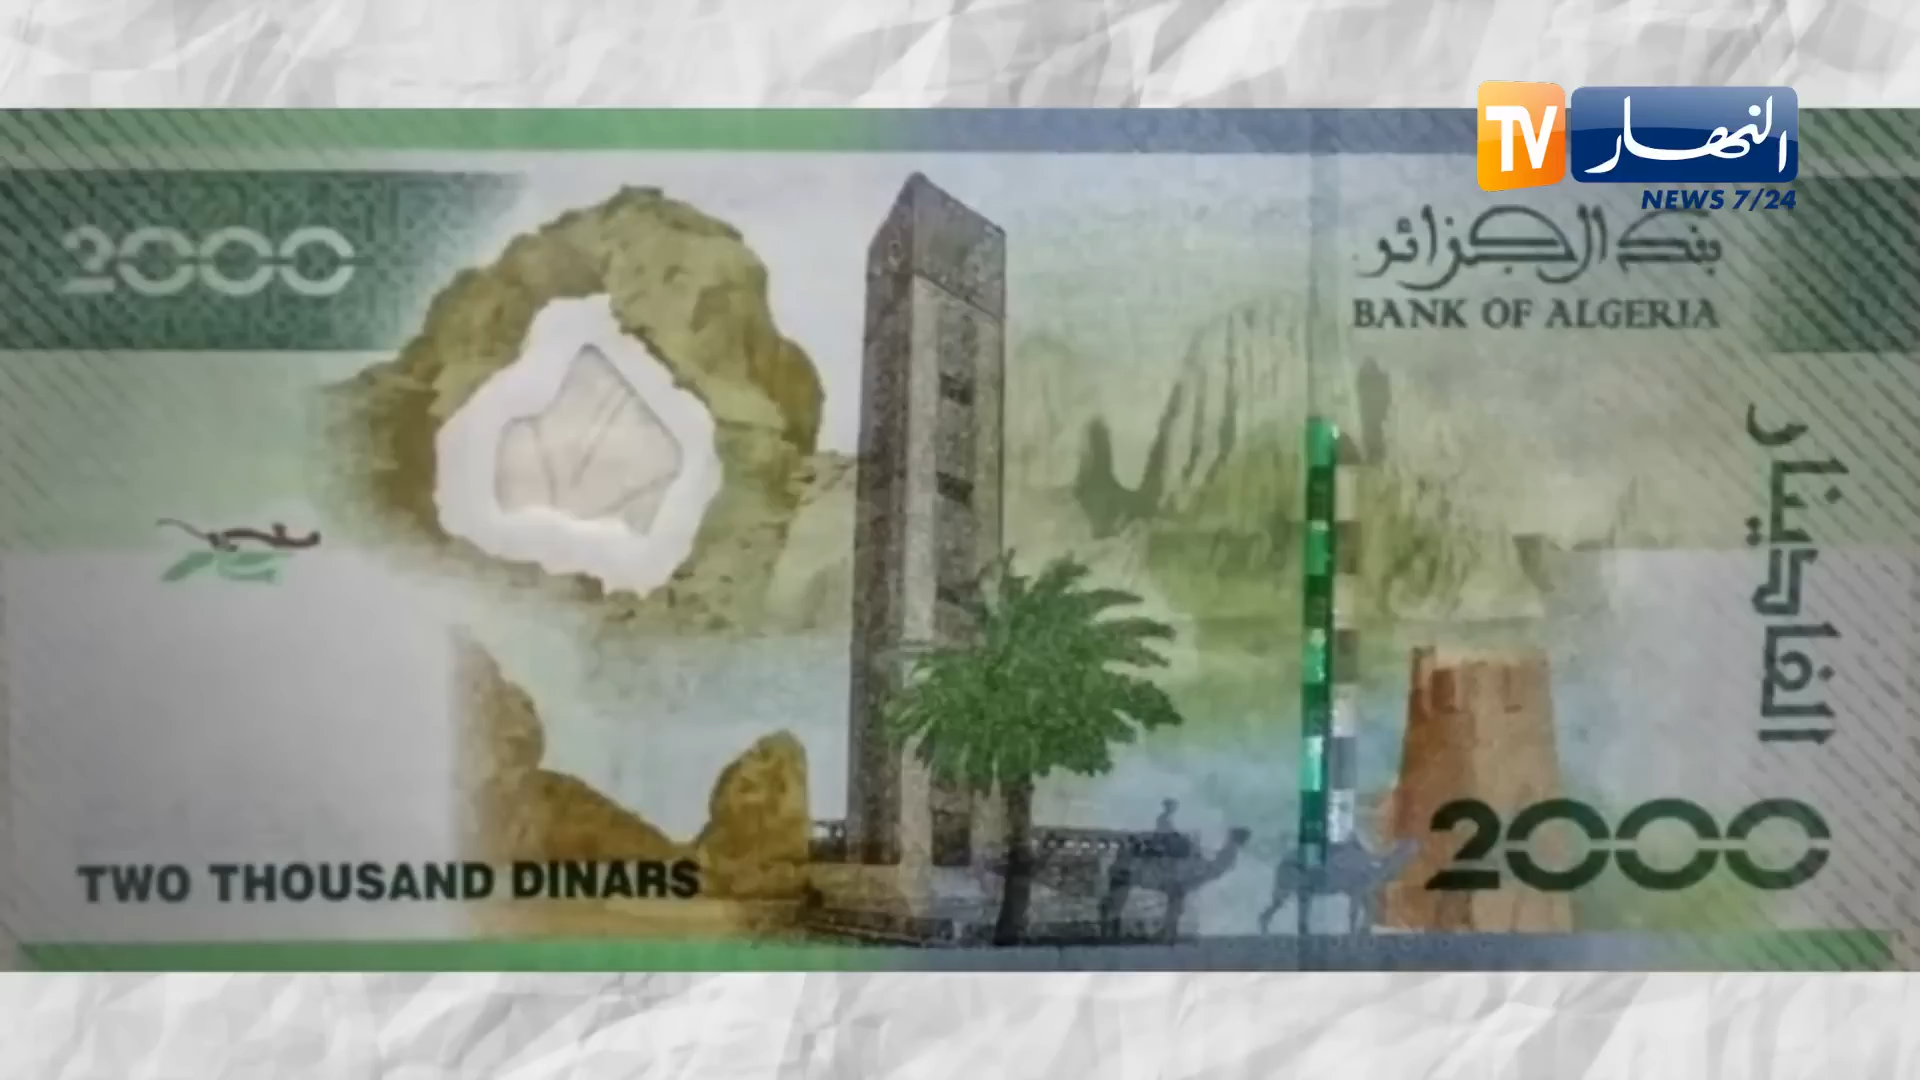 TV النهار
NEWS 7/24
2000
بنك الجزائر
BANK OF ALGERIA
ألفا دينار
TWO THOUSAND DINARS
2000